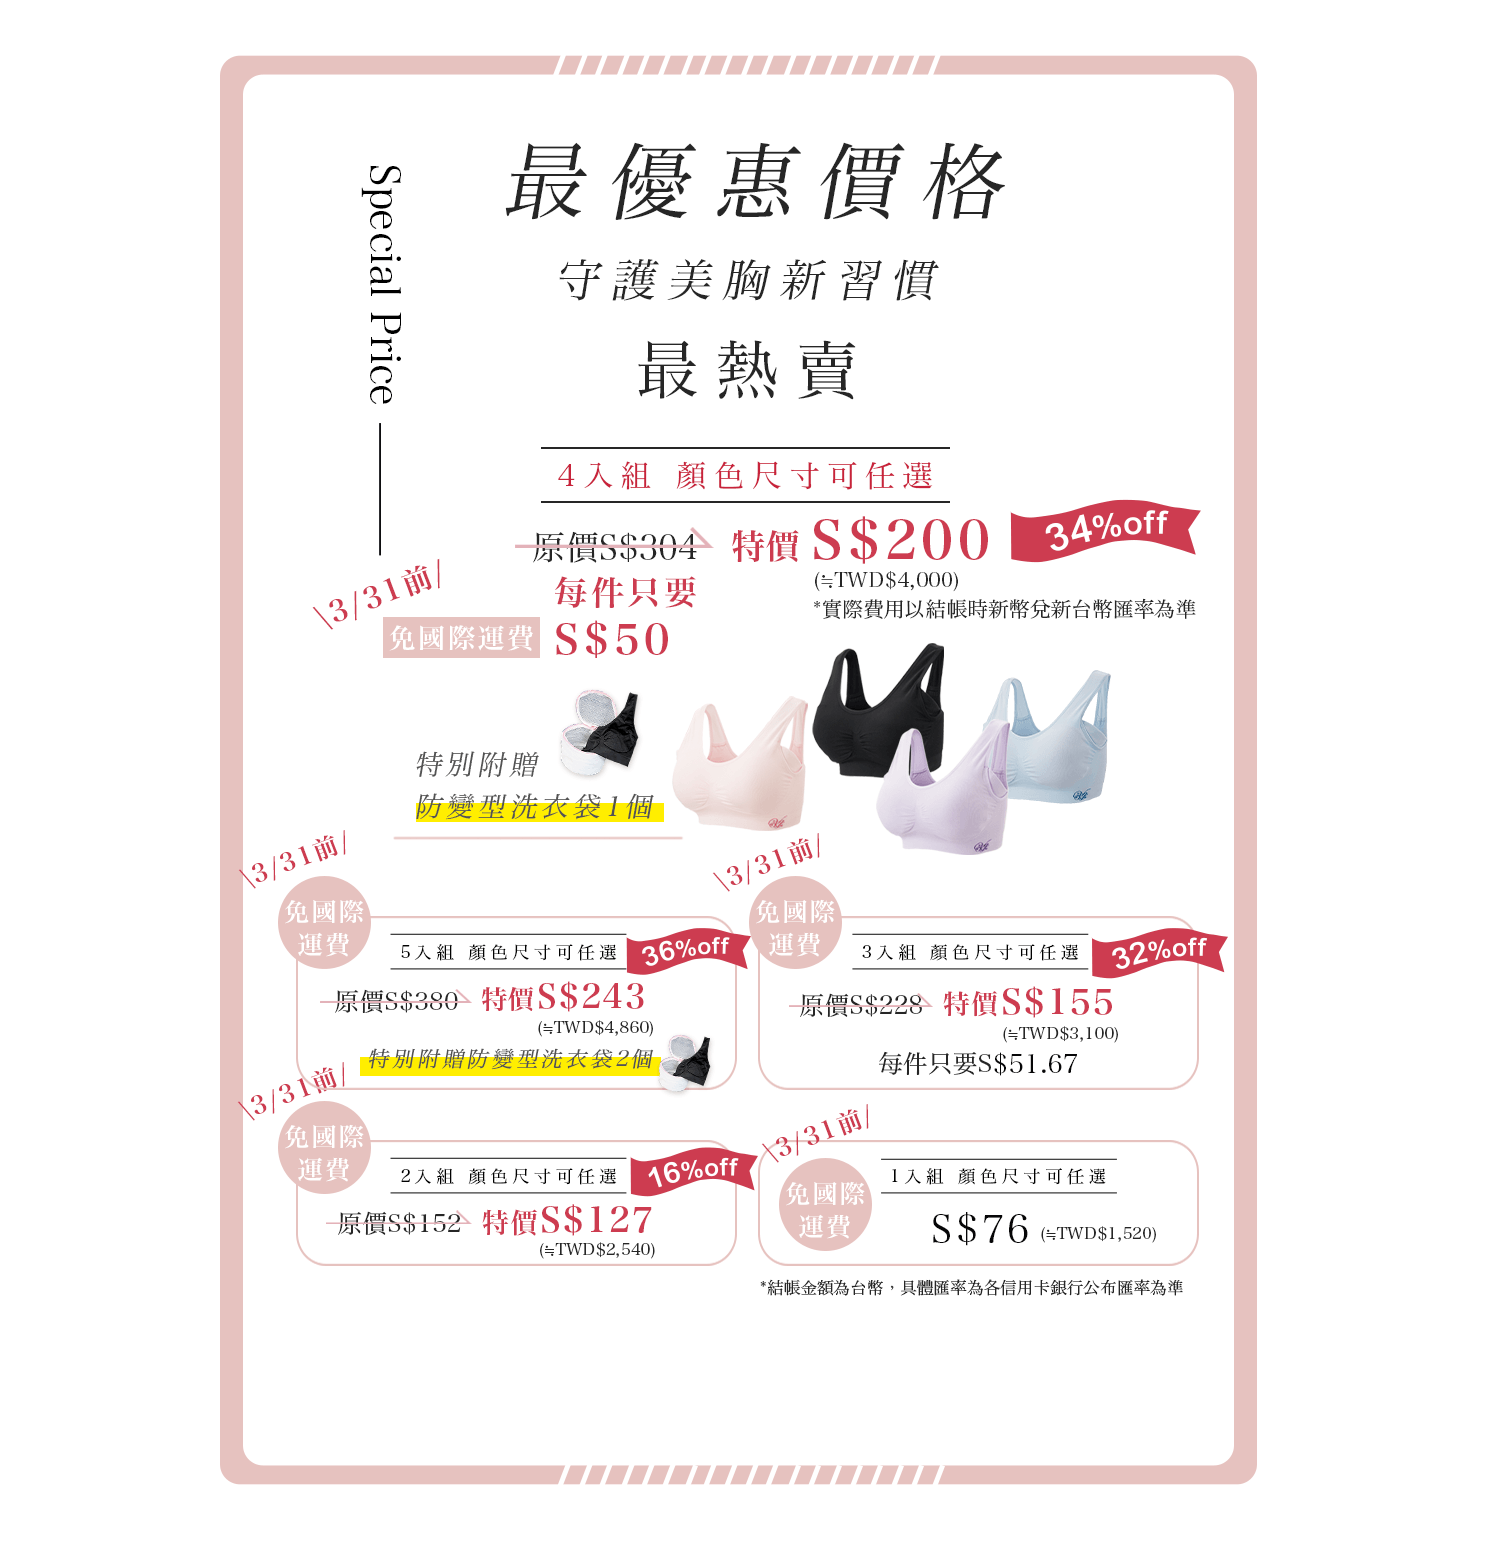 最優惠價格
守護美胸新習慣
最熱賣
Special Price
4入組 顏色尺寸可任選
原價S$304 特價 S$200 34%off
(≒TWD$4,000)
*實際費用以結帳時新幣兌新台幣匯率為準
每件只要
S$50
\3/31前/
免國際運費
特別附贈
防變型洗衣袋1個
\3/31前/
免國際
運費
5入組 顏色尺寸可任選 36%off
原價S$380 特價S$243
(≒TWD$4,860)
特別附贈防變型洗衣袋2個
\3/31前/
免國際
運費
3入組 顏色尺寸可任選 32%off
原價S$228 特價S$155
(≒TWD$3,100)
每件只要S$51.67
\3/31前/
免國際
運費
2入組 顏色尺寸可任選 16%off
原價S$152 特價S$127
(≒TWD$2,540)
\3/31前/
免國際
運費
1入組 顏色尺寸可任選
S$76 (≒TWD$1,520)
*結帳金額為台幣，具體匯率為各信用卡銀行公布匯率為準